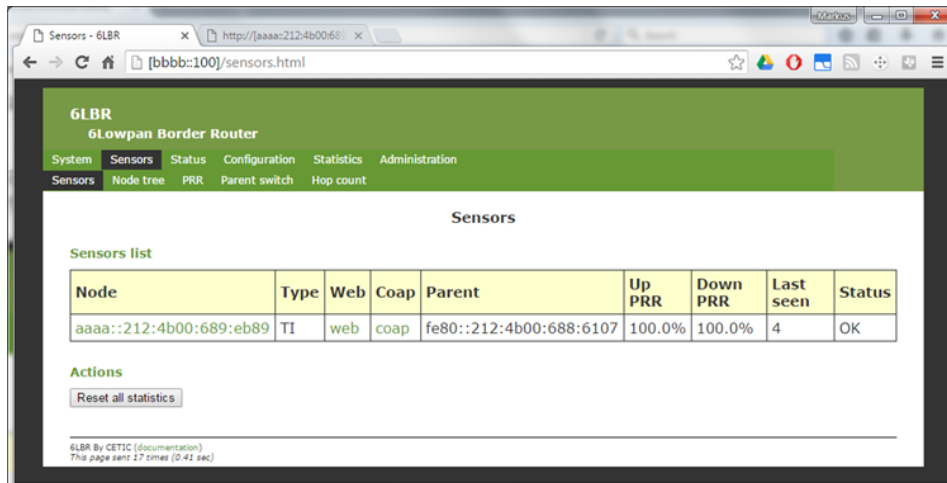 Markus
Sensors - 6LBR
http://[aaaa::212:4b00:68
[bbbb::100]/sensors.html
6LBR
6Lowpan Border Router
System Sensors Status Configuration Statistics Administration
Sensors Node tree PRR Parent switch Hop count
Sensors
Sensors list
Node Type Web Coap Parent Up PRR Down PRR Last seen Status
aaaa::212:4b00:689:eb89 TI web coap fe80::212:4b00:688:6107 100.0% 100.0% 4 OK
Actions
Reset all statistics
6LBR By CETIC (documentation)
This page sent 17 times (0.41 sec)